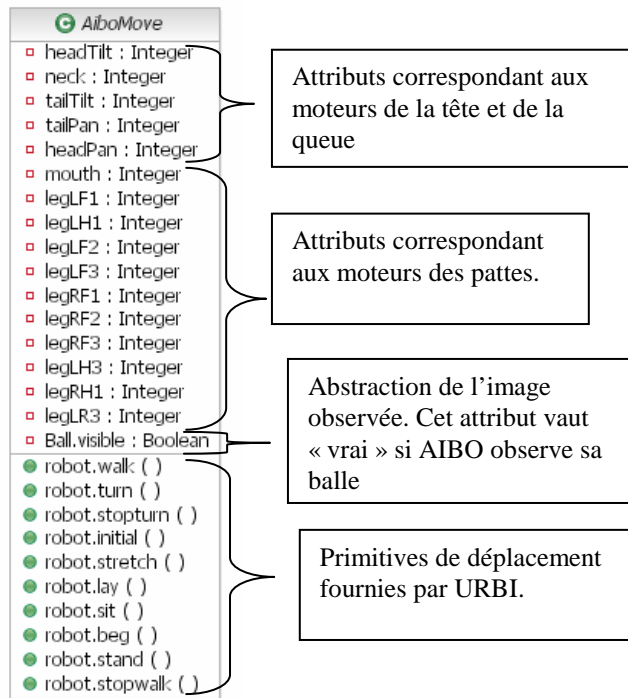 AiboMove
headTilt : Integer
neck : Integer
tailTilt : Integer
tailPan : Integer
headPan : Integer
mouth : Integer
legLF1 : Integer
legLH1 : Integer
legLF2 : Integer
legLF3 : Integer
legRF1 : Integer
legRF2 : Integer
legRF3 : Integer
legLH3 : Integer
legRH1 : Integer
legLR3 : Integer
Ball.visible : Boolean
robot.walk ( )
robot.turn ( )
robot.stopturn ( )
robot.initial ( )
robot.stretch ( )
robot.lay ( )
robot.sit ( )
robot.beg ( )
robot.stand ( )
robot.stopwalk ( )
Attributs correspondant aux
moteurs de la tête et de la
queue
Attributs correspondant
aux moteurs des pattes.
Abstraction de l’image
observée. Cet attribut vaut
« vrai » si AIBO observe sa
balle
Primitives de déplacement
fournies par URBI.